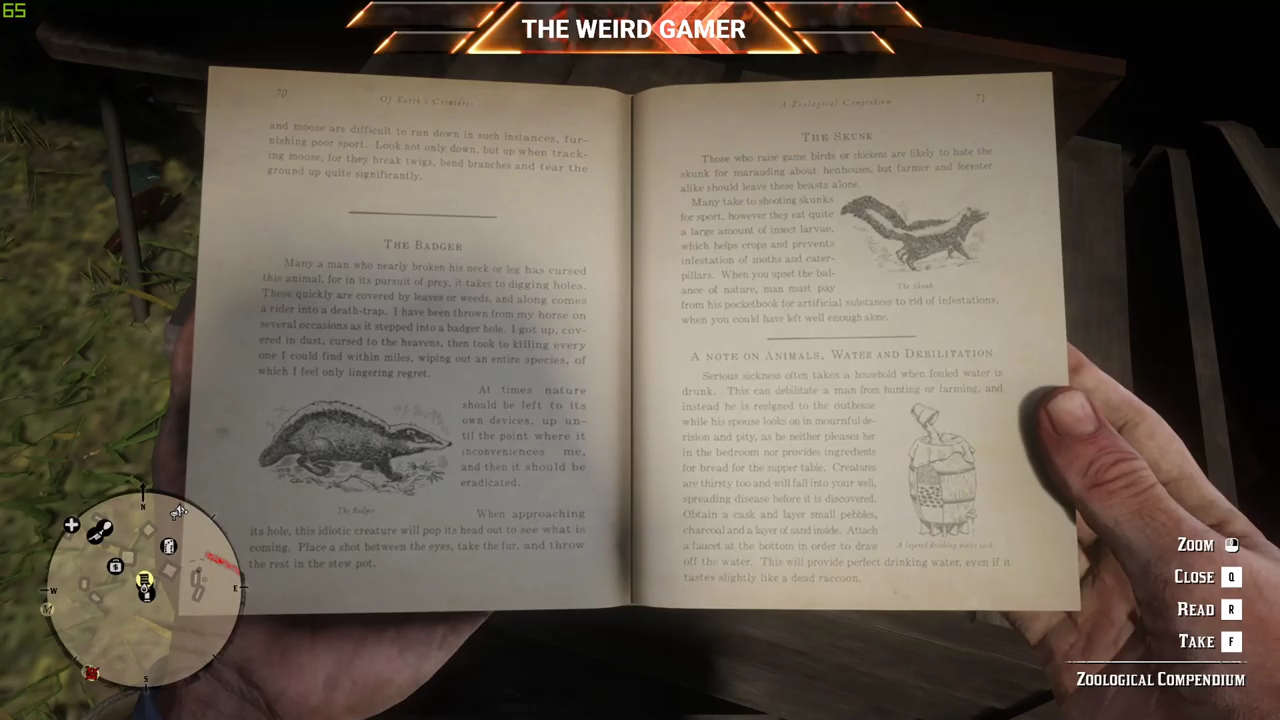 65
THE WEIRD GAMER
70
Of Earth's Creatures
and moose are difficult to run down in such instances, fur-
nishing poor sport. Look not only down, but up when track-
ing moose, for they break twigs, bend branches and tear the
ground up quite significantly.
THE BADGER
Many a man who nearly broken his neck or leg has cursed
this animal, for in its pursuit of prey, it takes to digging holes.
These quickly are covered by leaves or weeds, and along comes
a rider into a death-trap. I have been thrown from my horse on
several occasions as it stepped into a badger hole. I got up, cov-
ered in dust, cursed to the heavens, then took to killing every
one I could find within miles, wiping out an entire species, of
which I feel only lingering regret.
At times nature
should be left to its
own devices, up un-
til the point where it
inconveniences me,
and then it should be
eradicated.
The Badger
When approaching
its hole, this idiotic creature will pop its head out to see what is
coming. Place a shot between the eyes, take the fur, and throw
the rest in the stew pot.
A Zoological Compendium
71
THE SKUNK
Those who raise game birds or chickens are likely to hate the
skunk for marauding about henhouses, but farmer and forester
alike should leave these beasts alone.
Many take to shooting skunks
for sport, however they eat quite
a large amount of insect larvae,
which helps crops and prevents
infestation of moths and cater-
pillars. When you upset the bal-
ance of nature, man must pay
The Skunk
from his pocketbook for artificial substances to rid of infestations,
when you could have left well enough alone.
A NOTE ON ANIMALS, WATER AND DEBILITATION
Serious sickness often takes a household when fouled water is
drunk. This can debilitate a man from hunting or farming, and
instead he is resigned to the outhouse
while his spouse looks on in mournful de-
rision and pity, as he neither pleases her
in the bedroom nor provides ingredients
for bread for the supper table. Creatures
are thirsty too and will fall into your well,
spreading disease before it is discovered.
Obtain a cask and layer small pebbles,
charcoal and a layer of sand inside. Attach
a faucet at the bottom in order to draw
A layered drinking water cask.
off the water. This will provide perfect drinking water, even if it
tastes slightly like a dead raccoon.
N
W
E
S
M
$
ZOOM
CLOSE Q
READ R
TAKE F
ZOOLOGICAL COMPENDIUM